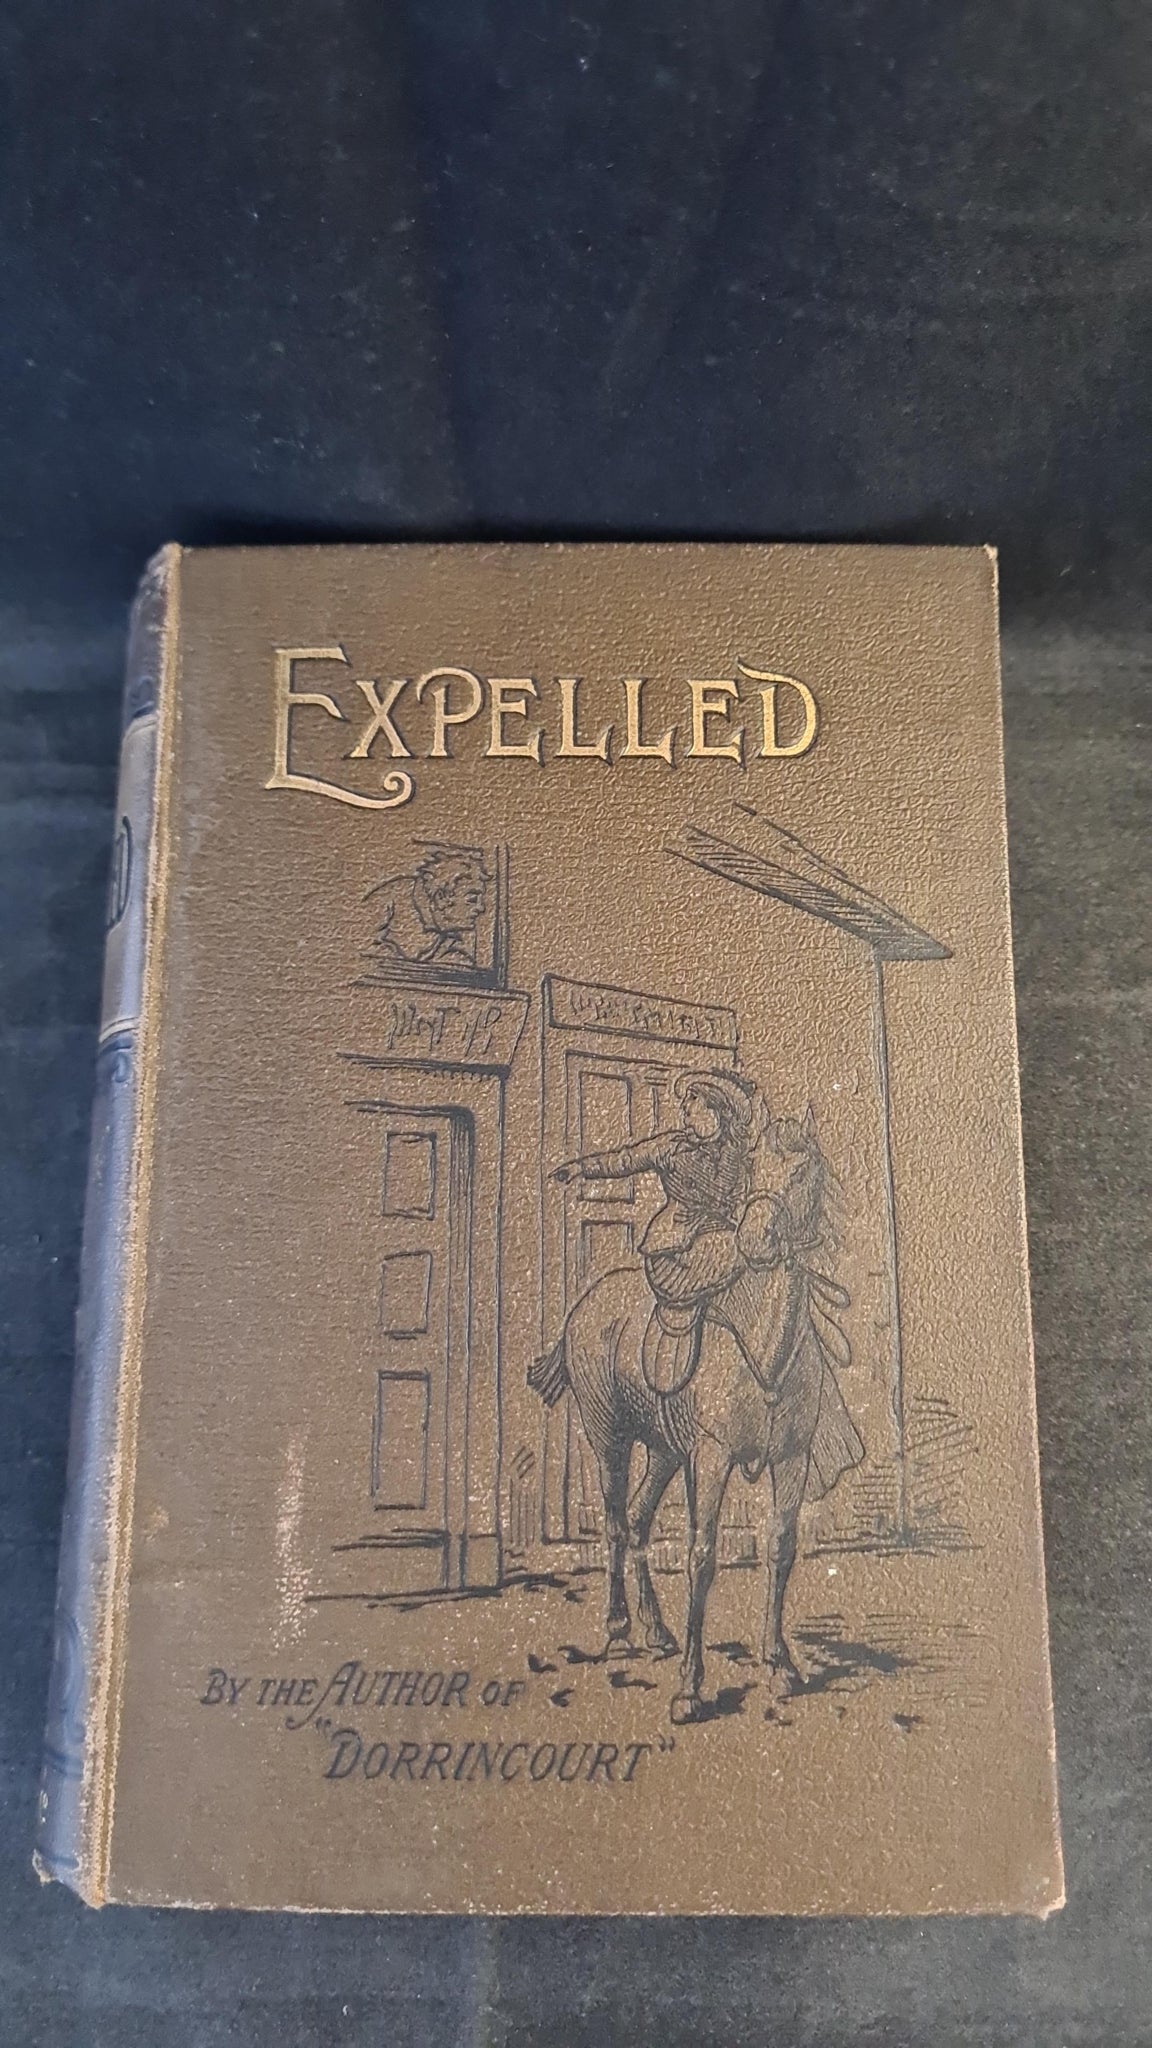 EXPELLED
BY THE AUTHOR OF
"DORRINCOURT"